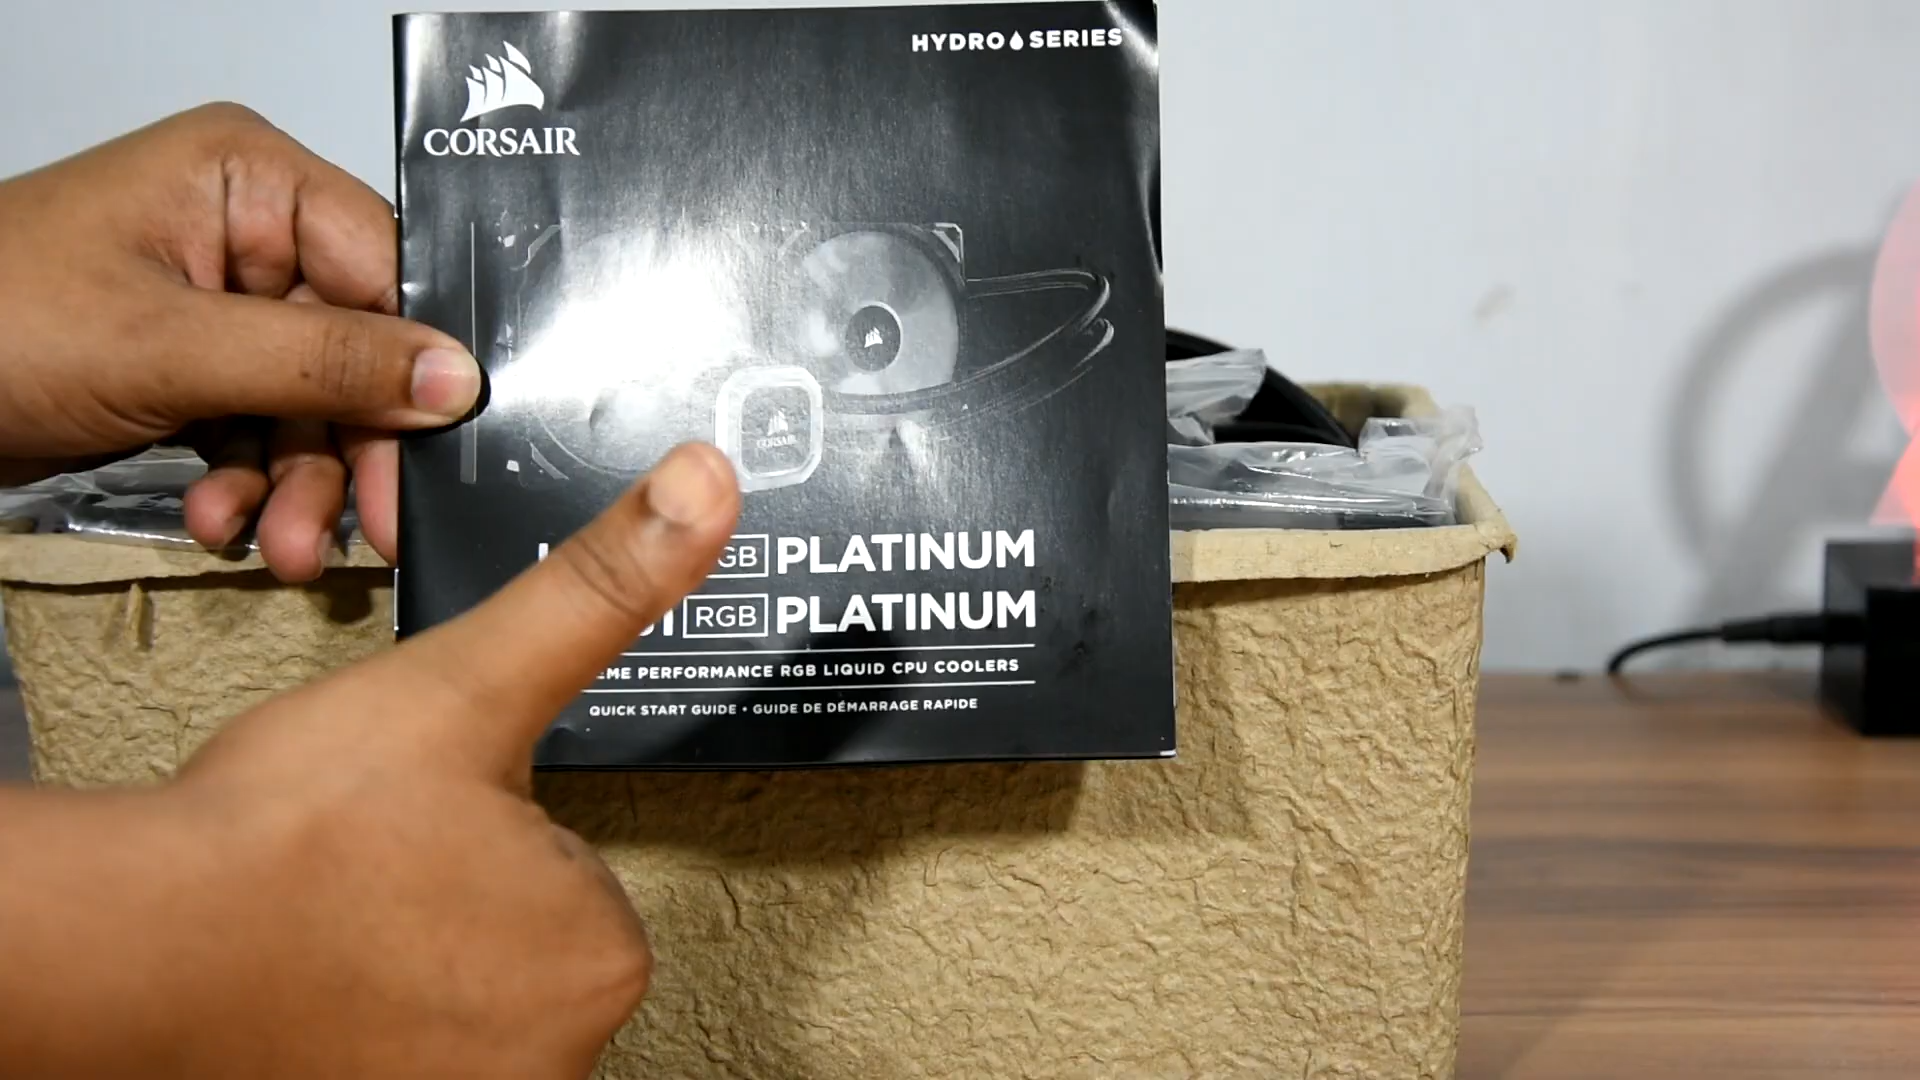 HYDRO SERIES
CORSAIR
CORSAIR
RGB PLATINUM
RGB PLATINUM
PERFORMANCE RGB LIQUID CPU COOLERS
QUICK START GUIDE • GUIDE DE DÉMARRAGE RAPIDE